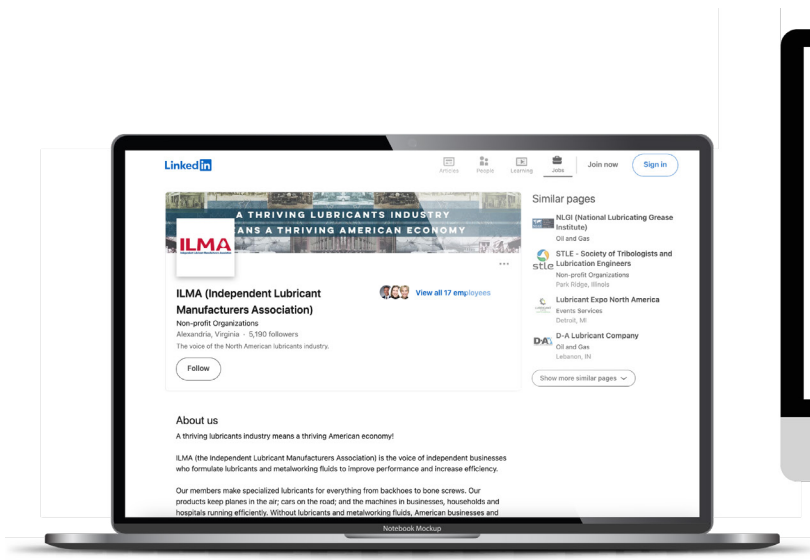 Linked in
Articles People Learning Jobs Join now Sign in
A THRIVING LUBRICANTS INDUSTRY
ANS A THRIVING AMERICAN ECONOMY
ILMA
ILMA (Independent Lubricant
Manufacturers Association)
Non-profit Organizations
Alexandria, Virginia - 5,190 followers
The voice of the North American lubricants industry.
View all 17 employees
Follow
About us
A thriving lubricants industry means a thriving American economy!
ILMA (the Independent Lubricant Manufacturers Association) is the voice of independent businesses
who formulate lubricants and metalworking fluids to improve performance and increase efficiency.
Our members make specialized lubricants for everything from backhoes to bone screws. Our
products keep planes in the air; cars on the road; and the machines in businesses, households and
hospitals running efficiently. Without lubricants and metalworking fluids, American businesses and
Similar pages
NLGI (National Lubricating Grease
Institute)
Oil and Gas
stle
STLE - Society of Tribologists and
Lubrication Engineers
Non-profit Organizations
Park Ridge, Illinois
Lubricant Expo North America
Events Services
Detroit, MI
D-A
D-A Lubricant Company
Oil and Gas
Lebanon, IN
Show more similar pages
Notebook Mockup